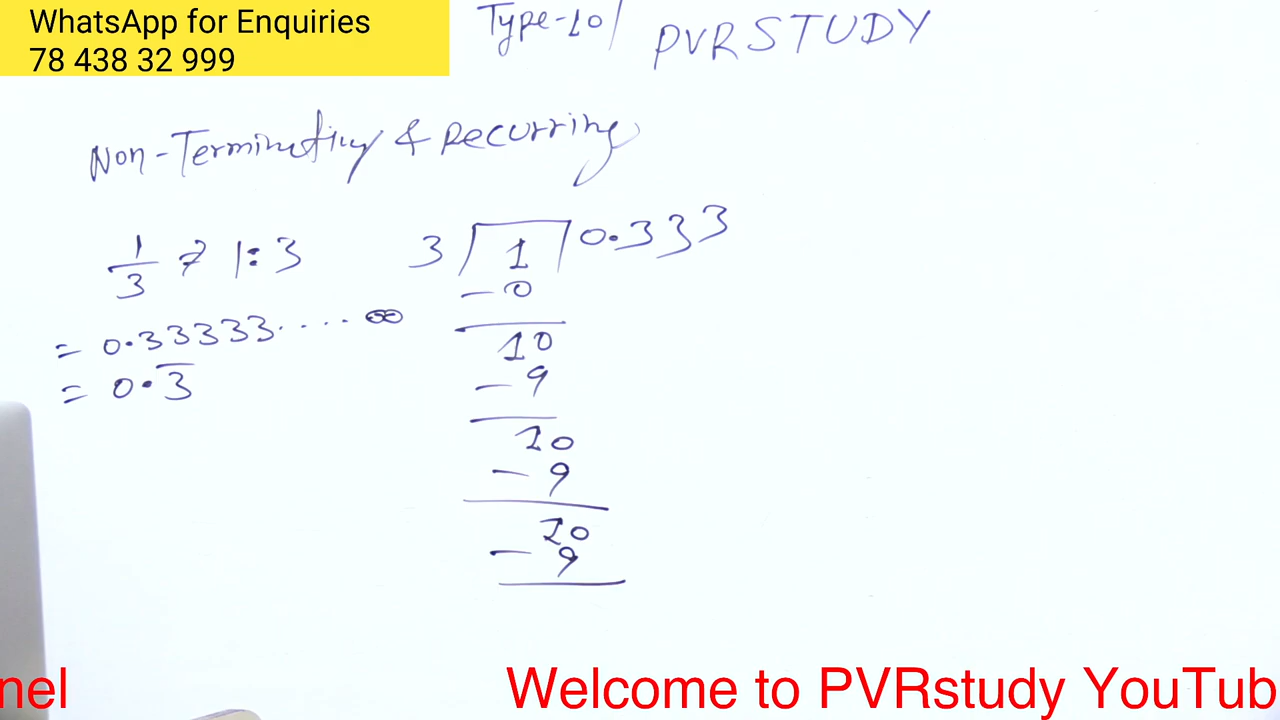 WhatsApp for Enquiries
78 438 32 999
Type-10/ PVRSTUDY
Non-Terminating & Recurring
1/3 => 1:3
= 0.33333.... ∞
= 0.3̅
3 | 1 | 0.333
- 0
10
- 9
10
- 9
10
- 9
nel Welcome to PVRstudy YouTub